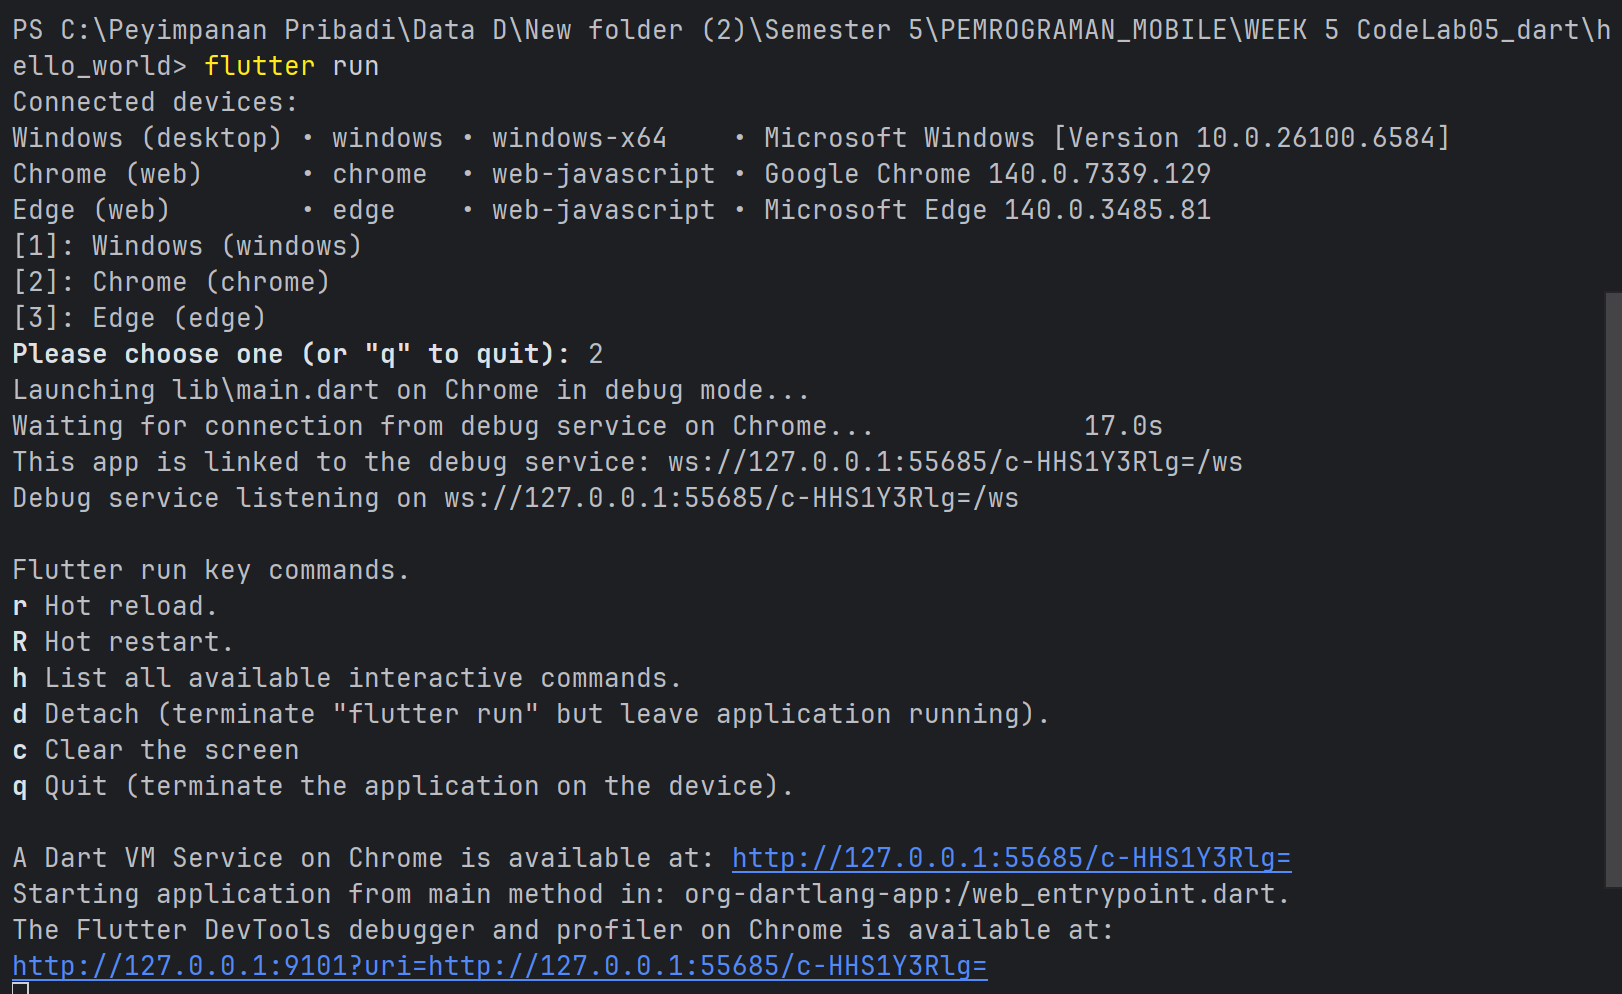 PS C:\Peyimpanan Pribadi\Data D\New folder (2)\Semester 5\PEMROGRAMAN_MOBILE\WEEK 5 CodeLab05_dart\h
ello_world> flutter run
Connected devices:
Windows (desktop) • windows • windows-x64    • Microsoft Windows [Version 10.0.26100.6584]
Chrome (web)      • chrome  • web-javascript • Google Chrome 140.0.7339.129
Edge (web)        • edge    • web-javascript • Microsoft Edge 140.0.3485.81
[1]: Windows (windows)
[2]: Chrome (chrome)
[3]: Edge (edge)
Please choose one (or "q" to quit): 2
Launching lib\main.dart on Chrome in debug mode...
Waiting for connection from debug service on Chrome...             17.0s
This app is linked to the debug service: ws://127.0.0.1:55685/c-HHS1Y3Rlg=/ws
Debug service listening on ws://127.0.0.1:55685/c-HHS1Y3Rlg=/ws

Flutter run key commands.
r Hot reload.
R Hot restart.
h List all available interactive commands.
d Detach (terminate "flutter run" but leave application running).
c Clear the screen
q Quit (terminate the application on the device).

A Dart VM Service on Chrome is available at: http://127.0.0.1:55685/c-HHS1Y3Rlg=
Starting application from main method in: org-dartlang-app:/web_entrypoint.dart.
The Flutter DevTools debugger and profiler on Chrome is available at:
http://127.0.0.1:9101?uri=http://127.0.0.1:55685/c-HHS1Y3Rlg=